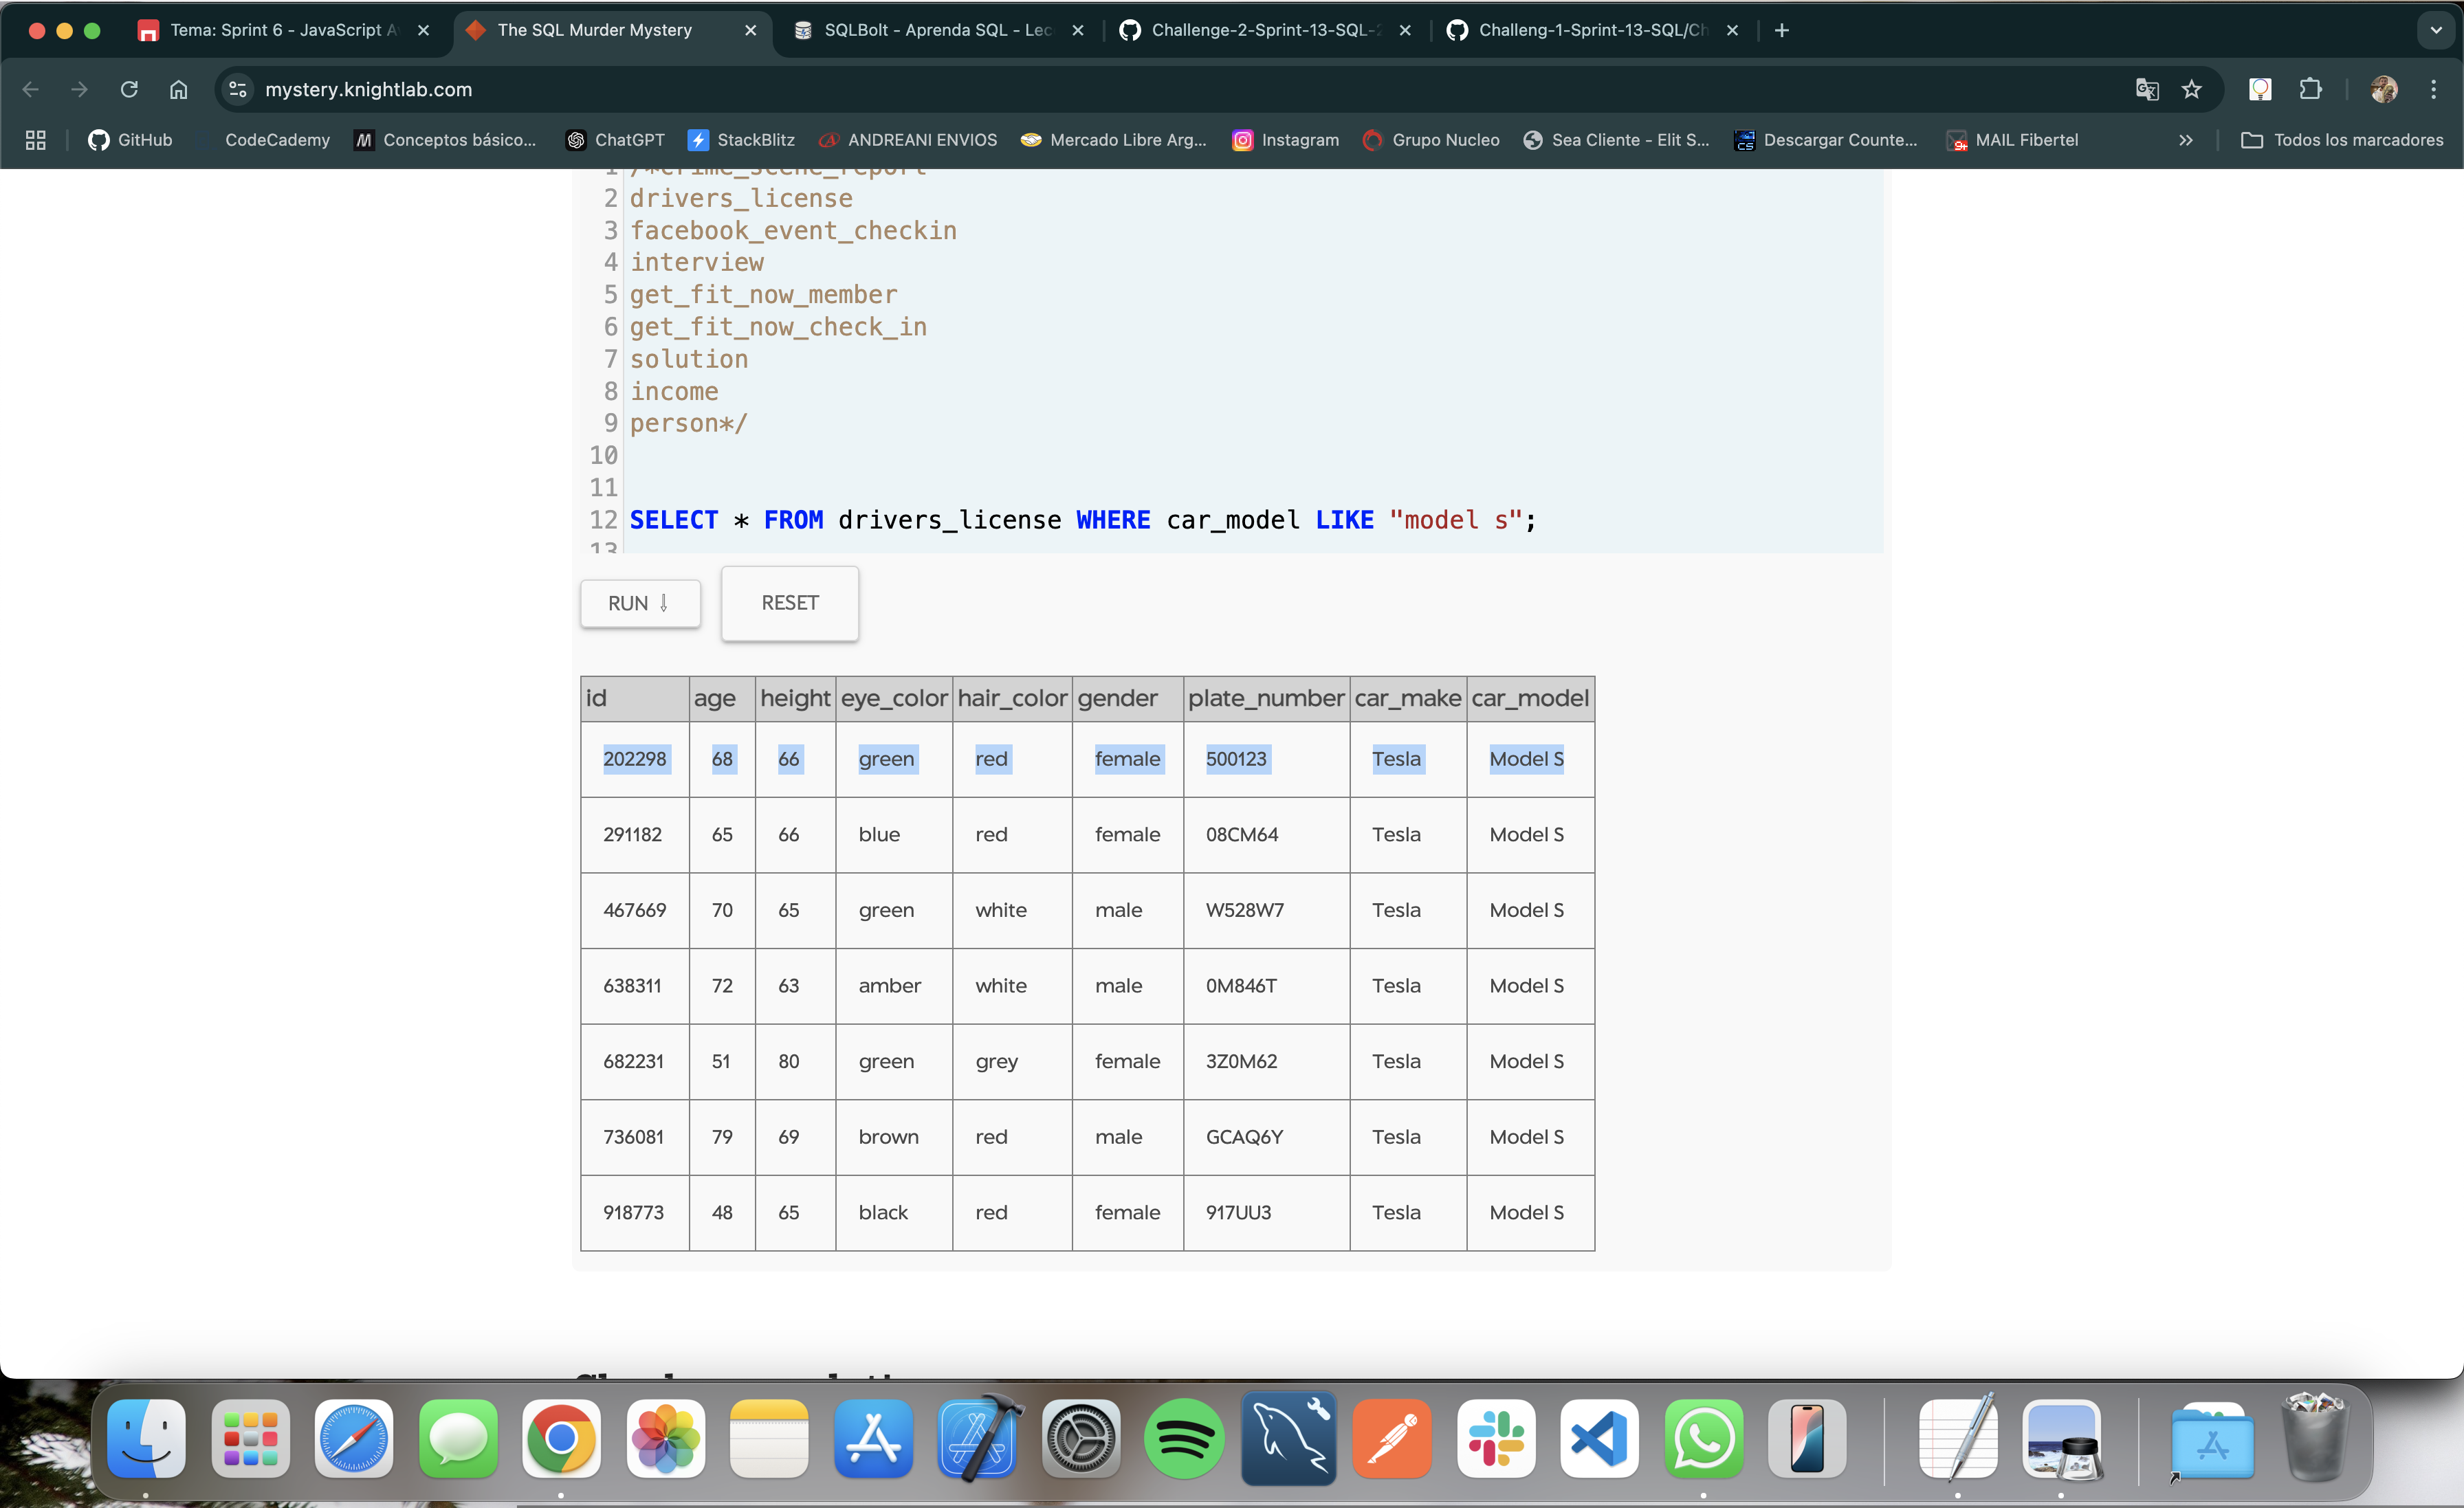 Tema: Sprint 6 - JavaScript Av
The SQL Murder Mystery
SQLBolt - Aprenda SQL - Lec
Challenge-2-Sprint-13-SQL-2
Challeng-1-Sprint-13-SQL/Ch
mystery.knightlab.com
GitHub
CodeCademy
Conceptos básico...
ChatGPT
StackBlitz
ANDREANI ENVIOS
Mercado Libre Arg...
Instagram
Grupo Nucleo
Sea Cliente - Elit S...
Descargar Counte...
MAIL Fibertel
Todos los marcadores
1 /*crime_scene_report
2 drivers_license
3 facebook_event_checkin
4 interview
5 get_fit_now_member
6 get_fit_now_check_in
7 solution
8 income
9 person*/
10
11
12 SELECT * FROM drivers_license WHERE car_model LIKE "model s";
13
RUN ⇩ RESET
id age height eye_color hair_color gender plate_number car_make car_model
202298 68 66 green red female 500123 Tesla Model S
291182 65 66 blue red female 08CM64 Tesla Model S
467669 70 65 green white male W528W7 Tesla Model S
638311 72 63 amber white male 0M846T Tesla Model S
682231 51 80 green grey female 3Z0M62 Tesla Model S
736081 79 69 brown red male GCAQ6Y Tesla Model S
918773 48 65 black red female 917UU3 Tesla Model S